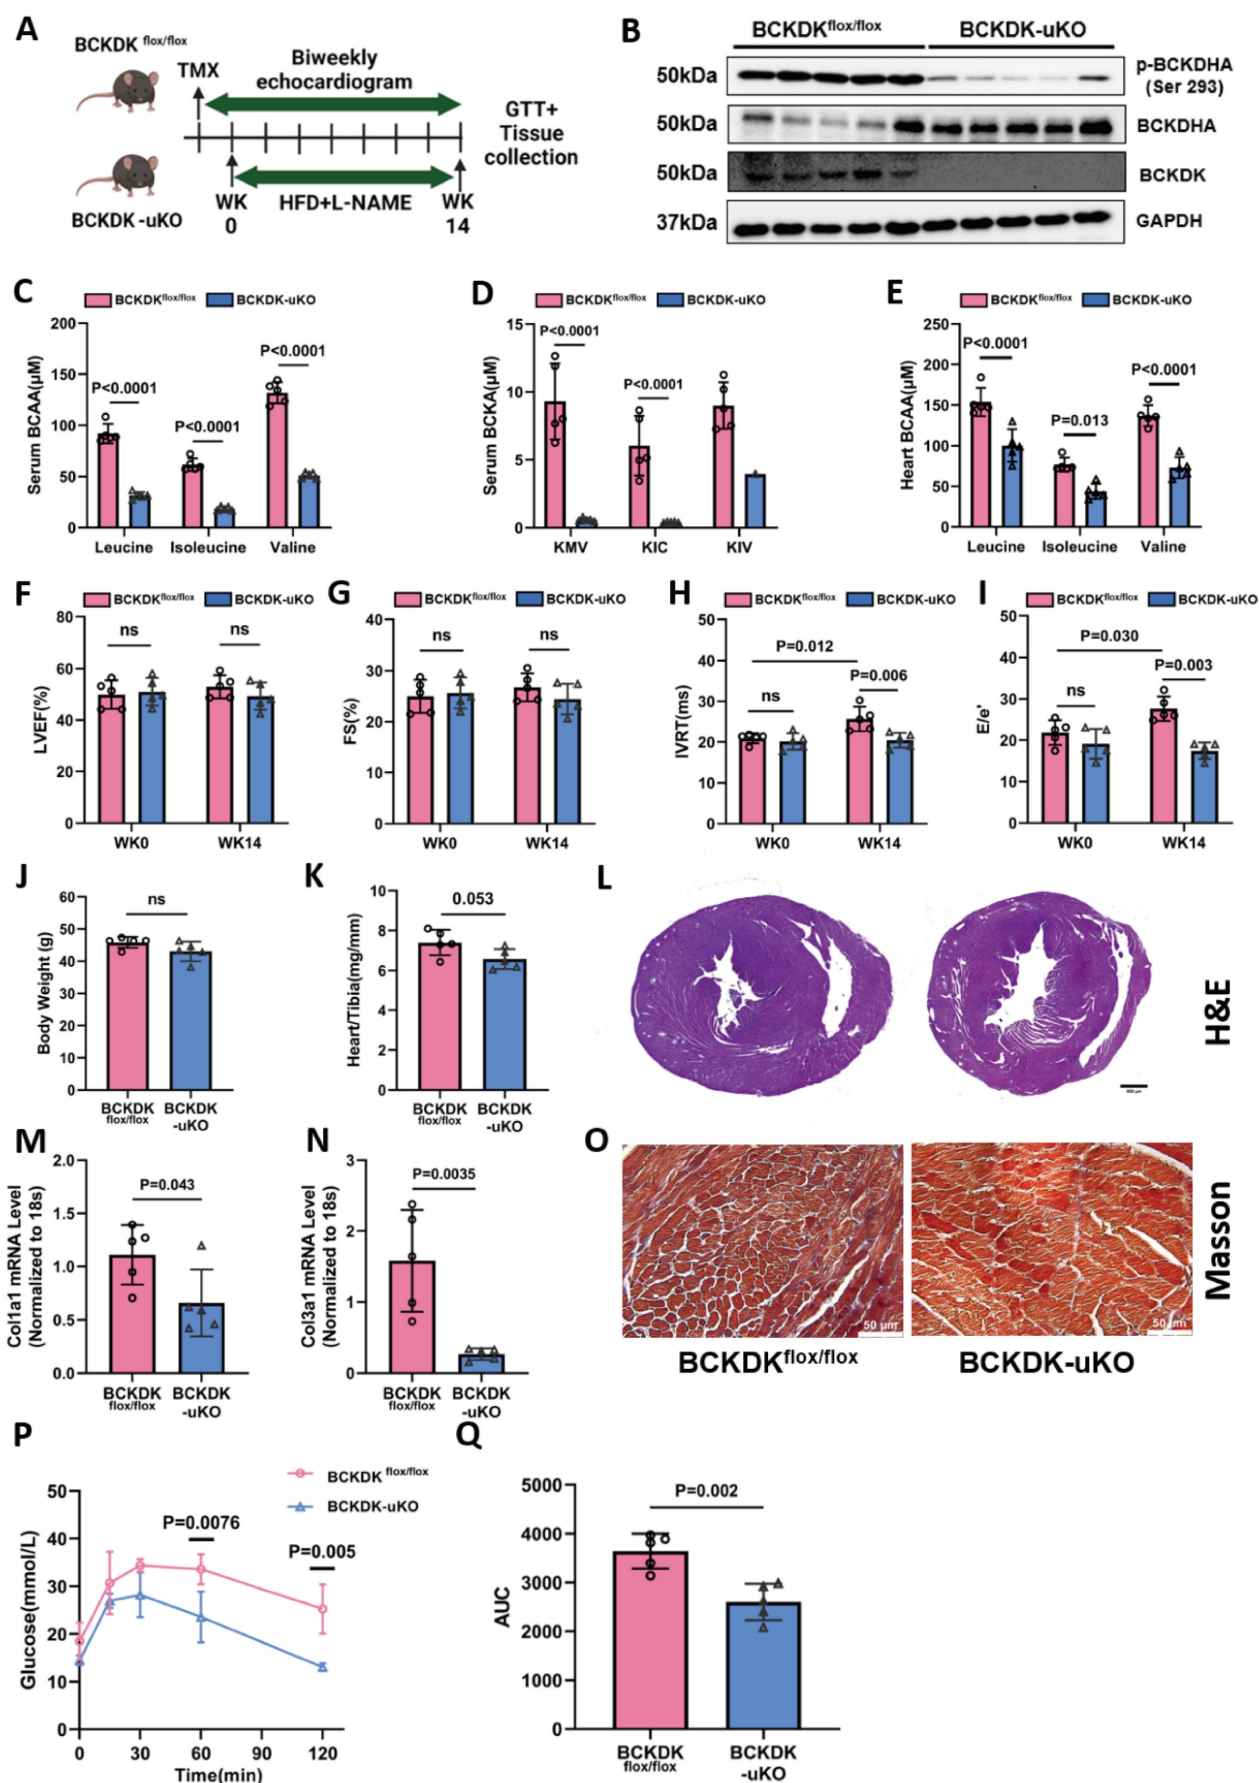 A
BCKDK flox/flox
TMX
Biweekly
echocardiogram
GTT+
Tissue
collection
BCKDK -uKO
WK
0
HFD+L-NAME
WK
14
B
BCKDKflox/flox
BCKDK-uKO
50kDa
p-BCKDHA
(Ser 293)
50kDa
BCKDHA
50kDa
BCKDK
37kDa
GAPDH
C
BCKDKflox/flox
BCKDK-uKO
Serum BCAA(μM)
200
150
100
50
0
P<0.0001
P<0.0001
P<0.0001
Leucine
Isoleucine
Valine
D
BCKDKflox/flox
BCKDK-uKO
Serum BCKA(μM)
15
10
5
0
P<0.0001
P<0.0001
KMV
KIC
KIV
E
BCKDKflox/flox
BCKDK-uKO
Heart BCAA(μM)
250
200
150
100
50
0
P<0.0001
P=0.013
P<0.0001
Leucine
Isoleucine
Valine
F
BCKDKflox/flox
BCKDK-uKO
LVEF(%)
80
60
40
20
0
ns
ns
WK0
WK14
G
BCKDKflox/flox
BCKDK-uKO
FS(%)
40
30
20
10
0
ns
ns
WK0
WK14
H
BCKDKflox/flox
BCKDK-uKO
IVRT(ms)
50
40
30
20
10
0
P=0.012
ns
P=0.006
WK0
WK14
I
BCKDKflox/flox
BCKDK-uKO
E/e'
50
40
30
20
10
0
P=0.030
ns
P=0.003
WK0
WK14
J
Body Weight (g)
60
50
40
30
20
10
0
ns
BCKDK
flox/flox
BCKDK
-uKO
K
Heart/Tibia(mg/mm)
10
8
6
4
2
0
0.053
BCKDK
flox/flox
BCKDK
-uKO
L
H&E
M
Col1a1 mRNA Level
(Normalized to 18s)
2.0
1.5
1.0
0.5
0.0
P=0.043
BCKDK
flox/flox
BCKDK
-uKO
N
Col3a1 mRNA Level
(Normalized to 18s)
3
2
1
0
P=0.0035
BCKDK
flox/flox
BCKDK
-uKO
O
50 μm
50 μm
Masson
BCKDKflox/flox
BCKDK-uKO
P
BCKDK flox/flox
BCKDK-uKO
Glucose(mmol/L)
50
40
30
20
10
0
P=0.0076
P=0.005
0
30
60
90
120
Time(min)
Q
AUC
5000
4000
3000
2000
1000
0
P=0.002
BCKDK
flox/flox
BCKDK
-uKO